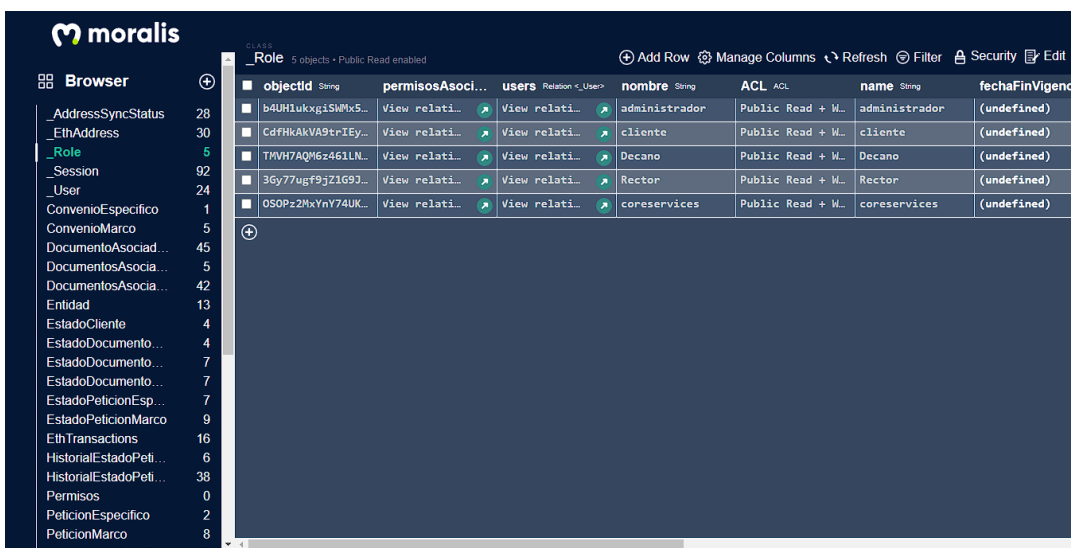 moralis
Browser
_AddressSyncStatus 28
_EthAddress 30
_Role 5
_Session 92
_User 24
ConvenioEspecifico 1
ConvenioMarco 5
DocumentoAsociad... 45
DocumentosAsocia... 5
DocumentosAsocia... 42
Entidad 13
EstadoCliente 4
EstadoDocumento... 4
EstadoDocumento... 7
EstadoDocumento... 7
EstadoPeticionEsp... 7
EstadoPeticionMarco 9
EthTransactions 16
HistorialEstadoPeti... 6
HistorialEstadoPeti... 38
Permisos 0
PeticionEspecifico 2
PeticionMarco 8
CLASS
_Role 5 objects • Public Read enabled
Add Row Manage Columns Refresh Filter Security Edit
objectId String permisosAsoci... users Relation <_User> nombre String ACL ACL name String fechaFinVigenc
b4UH1ukxgiSWMx5… View relati… View relati… administrador Public Read + W… administrador (undefined)
CdfHkAkVA9trIEy… View relati… View relati… cliente Public Read + W… cliente (undefined)
TMVH7AQM6z461LN… View relati… View relati… Decano Public Read + W… Decano (undefined)
3Gy77ugf9jZ1G9J… View relati… View relati… Rector Public Read + W… Rector (undefined)
OSOPz2MxYnY74UK… View relati… View relati… coreservices Public Read + W… coreservices (undefined)